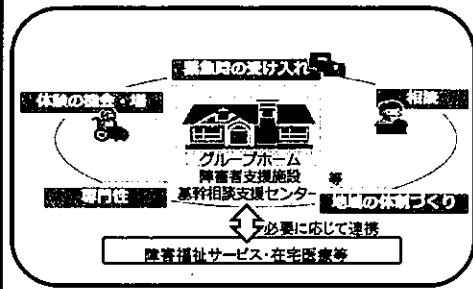 緊急時の受け入れ
体験の機会・場
相談
グループホーム
障害者支援施設 等
基幹相談支援センター
専門性
地域の体制づくり
必要に応じて連携
障害福祉サービス・在宅医療等